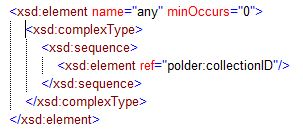 <xsd:element name="any" minOccurs="0">
<xsd:complexType>
<xsd:sequence>
<xsd:element ref="polder:collectionID"/>
</xsd:sequence>
</xsd:complexType>
</xsd:element>